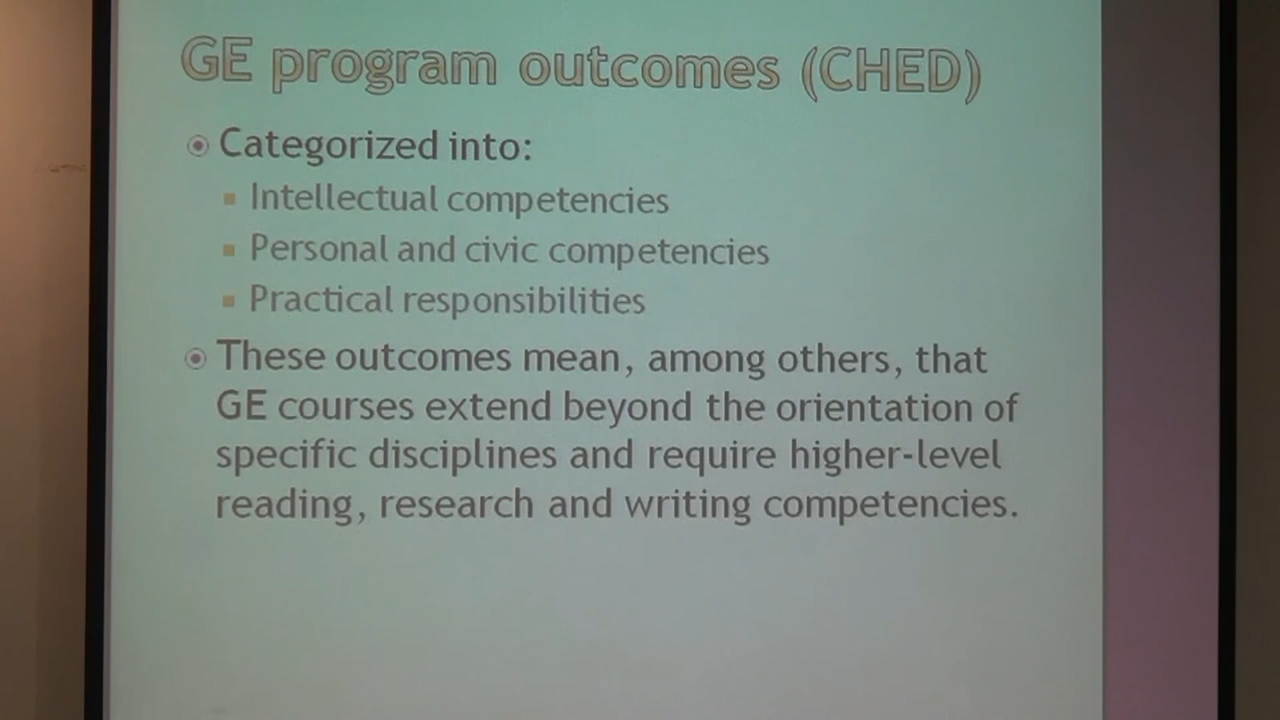 GE program outcomes (CHED)
Categorized into:
Intellectual competencies
Personal and civic competencies
Practical responsibilities
These outcomes mean, among others, that
GE courses extend beyond the orientation of
specific disciplines and require higher-level
reading, research and writing competencies.